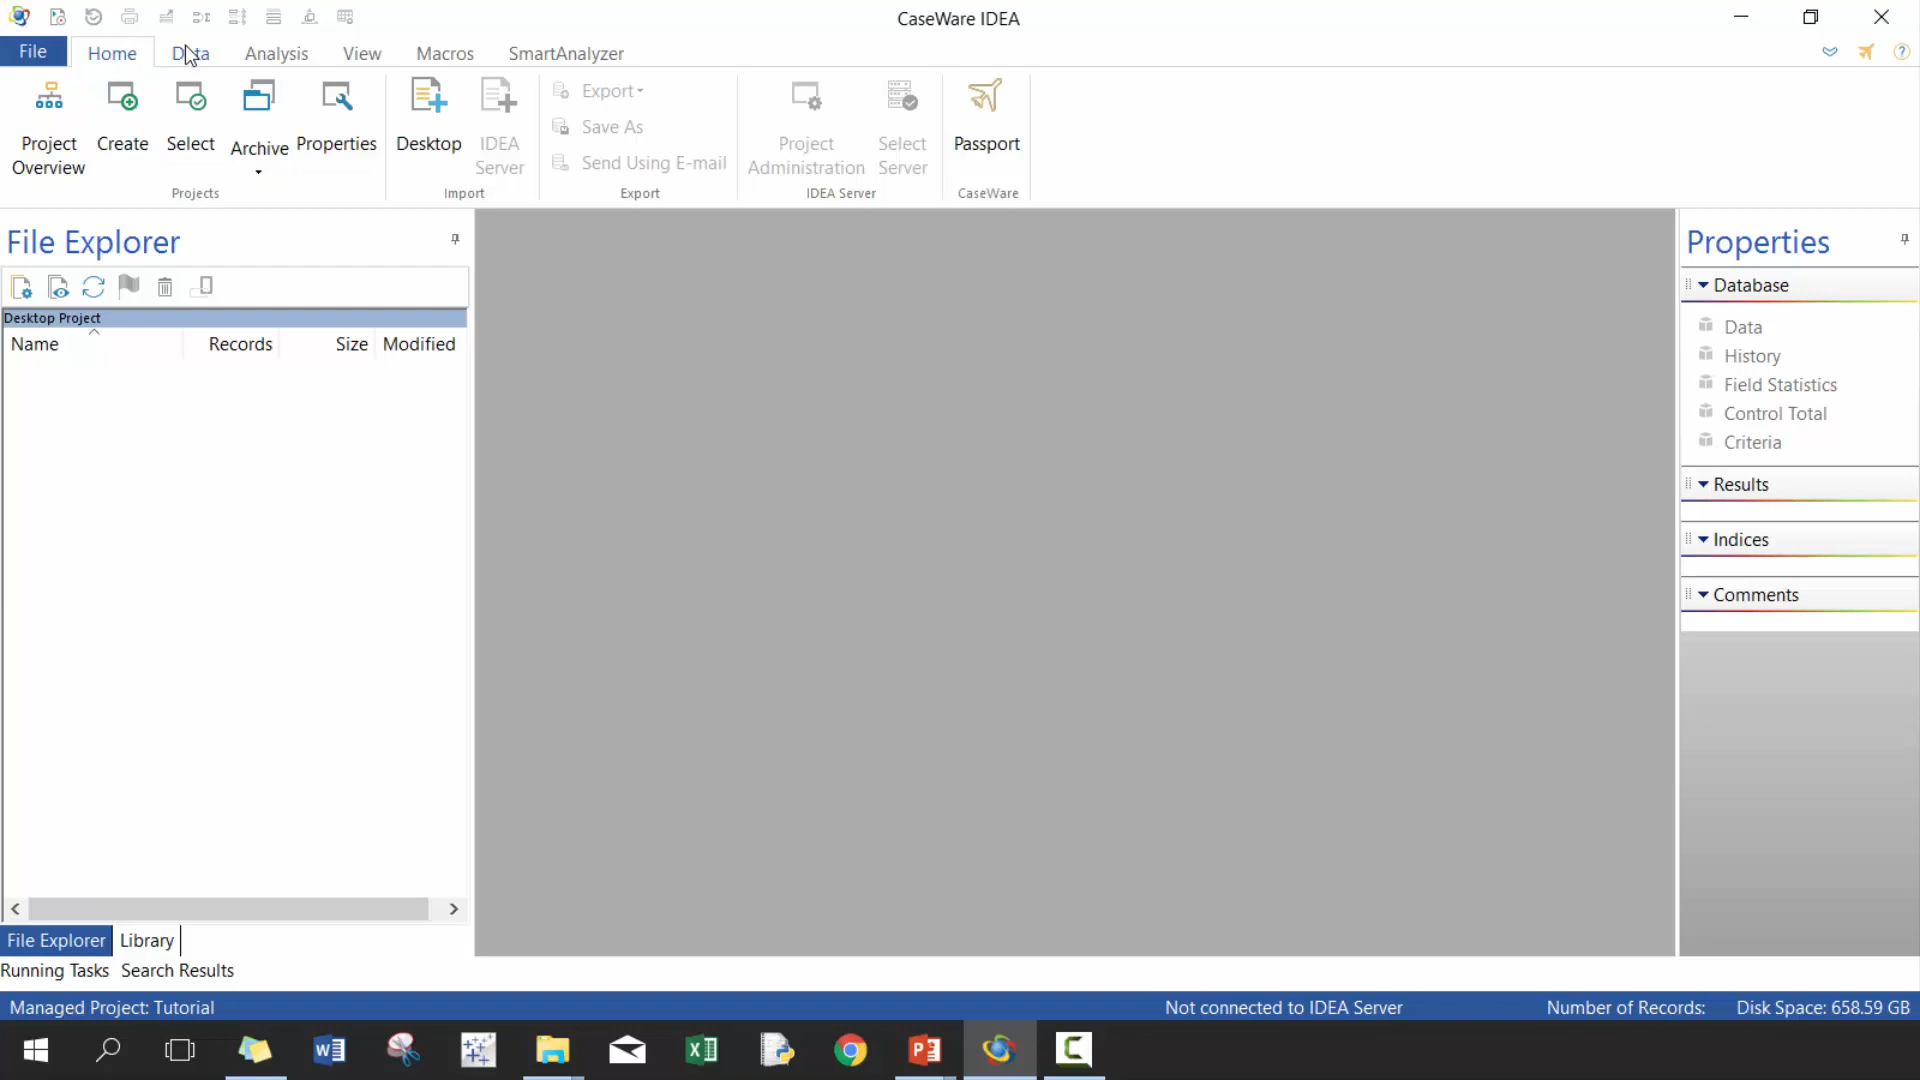 CaseWare IDEA
File Home Data Analysis View Macros SmartAnalyzer
Project Overview
Create
Select
Archive
Properties
Projects
Desktop
IDEA Server
Import
Export
Save As
Send Using E-mail
Export
Project Administration
Select Server
IDEA Server
Passport
CaseWare
File Explorer
Desktop Project
Name Records Size Modified
File Explorer Library
Running Tasks Search Results
Properties
Database
Data
History
Field Statistics
Control Total
Criteria
Results
Indices
Comments
Managed Project: Tutorial Not connected to IDEA Server Number of Records: Disk Space: 658.59 GB